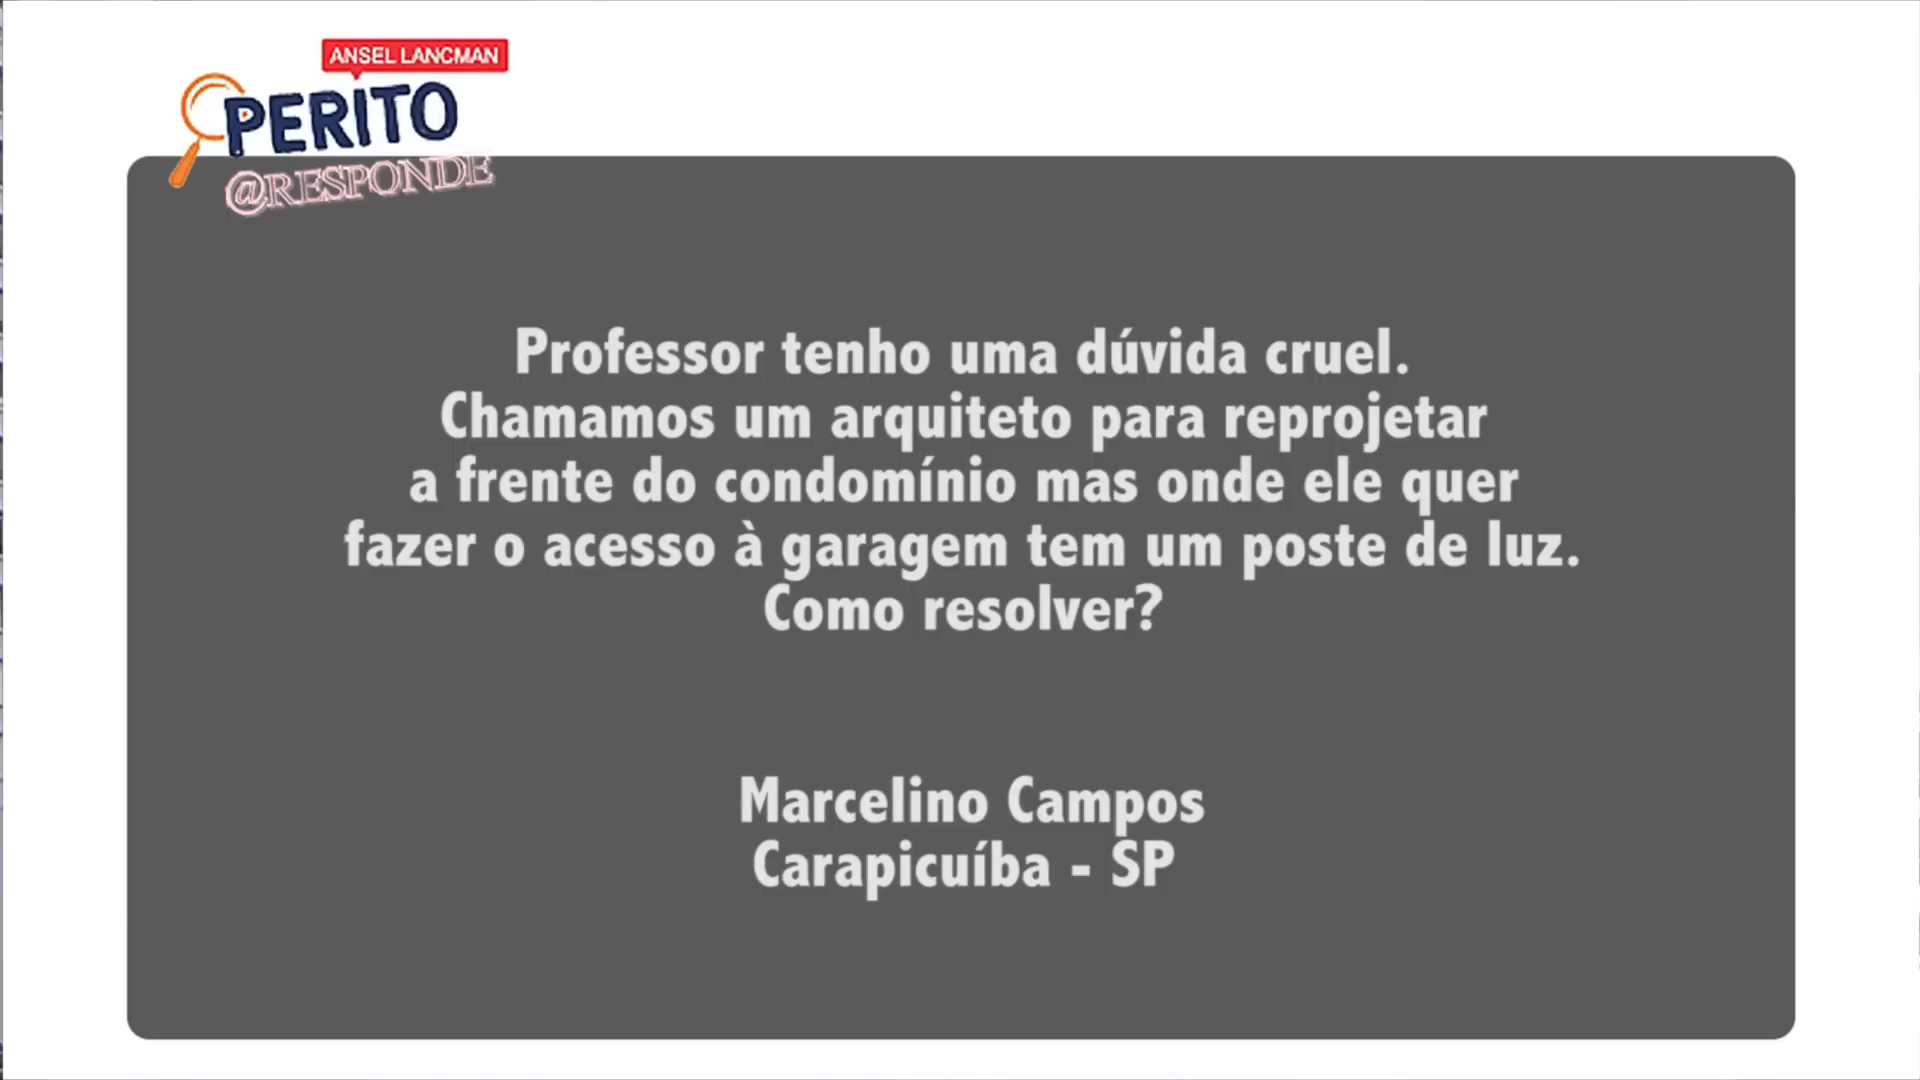 ANSEL LANCMAN
PERITO
@RESPONDE
Professor tenho uma dúvida cruel.
Chamamos um arquiteto para reprojetar
a frente do condomínio mas onde ele quer
fazer o acesso à garagem tem um poste de luz.
Como resolver?
Marcelino Campos
Carapicuíba - SP